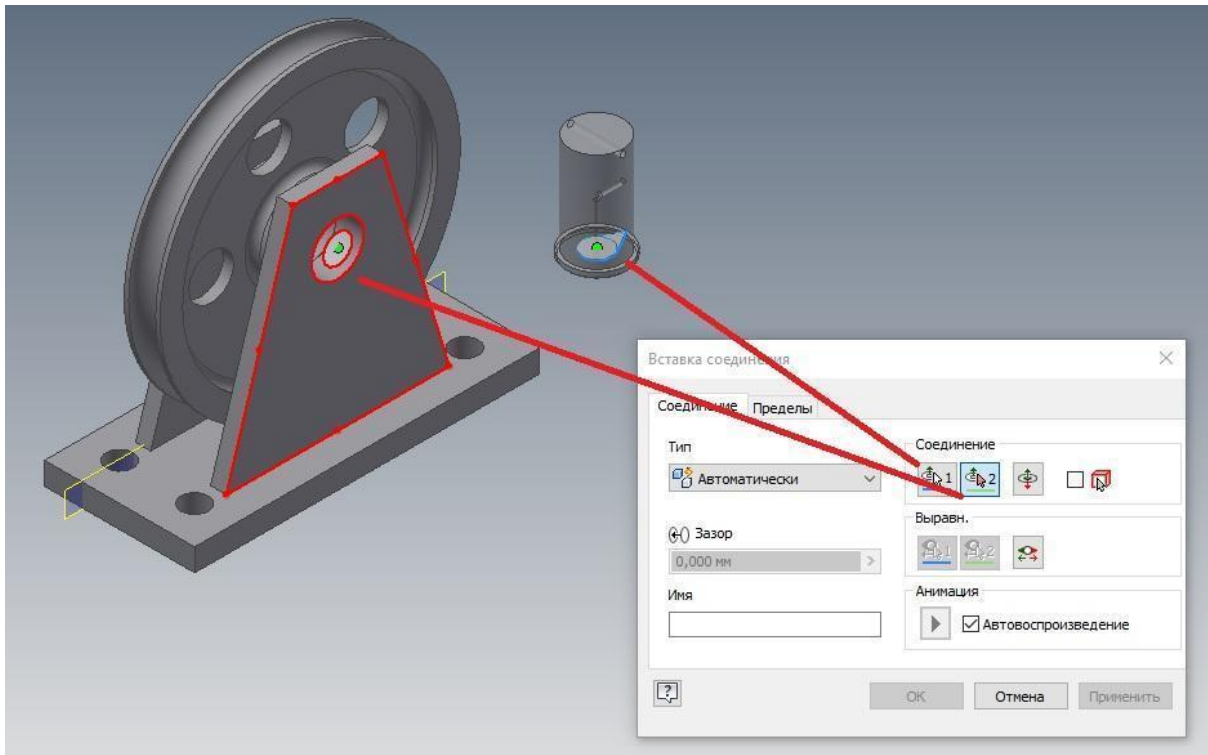 Вставка соединения
Соединение Пределы
Тип
Автоматически
Зазор
0,000 мм
Имя
Соединение
1 2
Выравн.
1 2
Анимация
Автовоспроизведение
?
ОК Отмена Применить